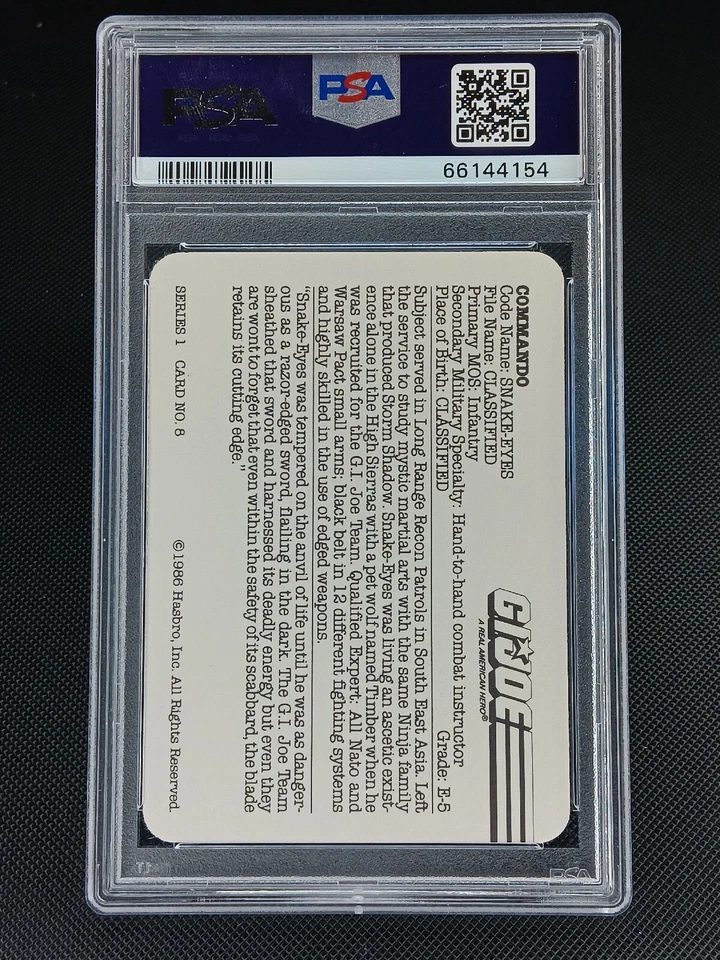 PSA
PSA
66144154
G.I. JOE
A REAL AMERICAN HERO®
COMMANDO
Code Name: SNAKE-EYES
File Name: CLASSIFIED
Primary MOS: Infantry
Secondary Military Specialty: Hand-to-hand combat instructor
Place of Birth: CLASSIFIED Grade: E-5
Subject served in Long Range Recon Patrols in South East Asia. Left
the service to study mystic martial arts with the same Ninja family
that produced Storm Shadow. Snake-Eyes was living an ascetic exist-
ence alone in the High Sierras with a pet wolf named Timber when he
was recruited for the G.I. Joe Team. Qualified Expert: All Nato and
Warsaw Pact small arms; black belt in 12 different fighting systems
and highly skilled in the use of edged weapons.
"Snake-Eyes was tempered on the anvil of life until he was as danger-
ous as a razor-edged sword, flailing in the dark. The G.I. Joe Team
sheathed that sword and harnessed its deadly energy but even they
are wont to forget that even within the safety of its scabbard, the blade
retains its cutting edge."
SERIES 1 CARD NO. 8 ©1986 Hasbro, Inc. All Rights Reserved.
PSA